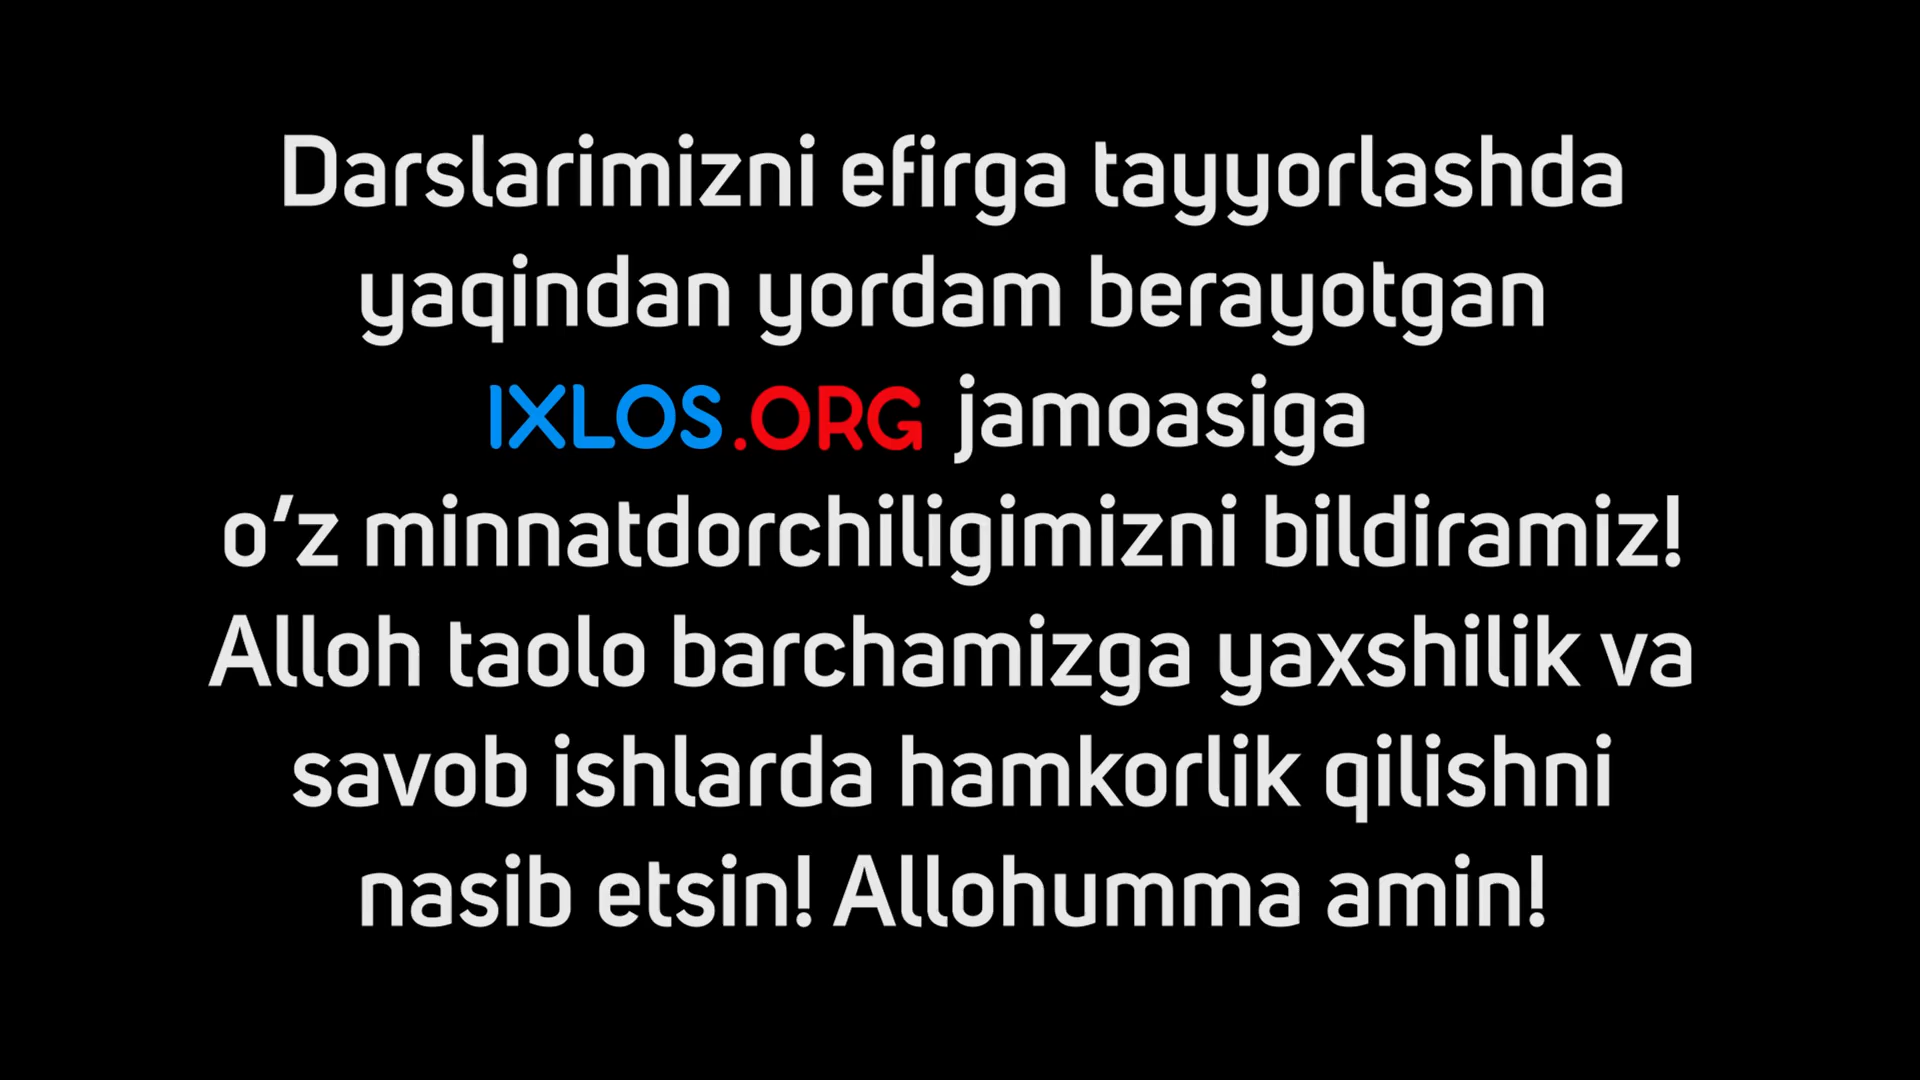 Darslarimizni efirga tayyorlashda
yaqindan yordam berayotgan
IXLOS.ORG jamoasiga
o‘z minnatdorchiligimizni bildiramiz!
Alloh taolo barchamizga yaxshilik va
savob ishlarda hamkorlik qilishni
nasib etsin! Allohumma amin!